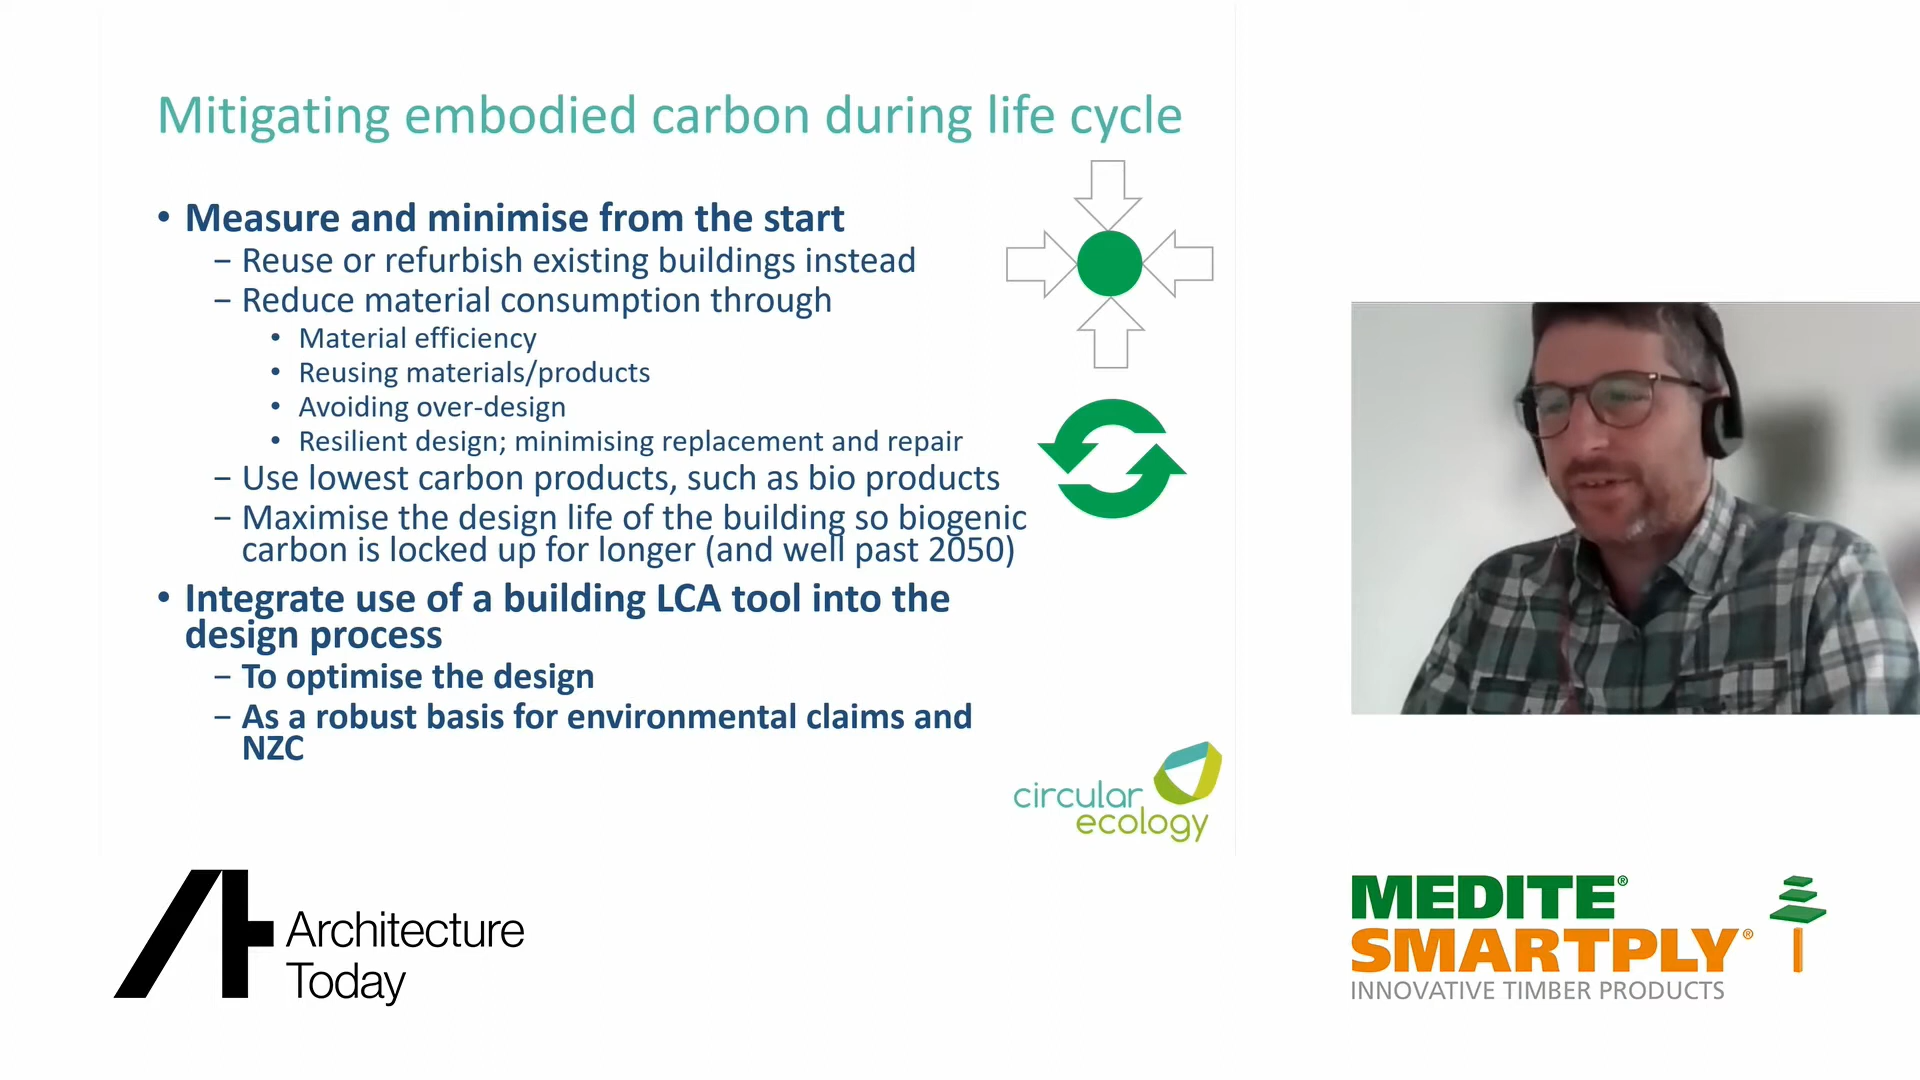 Mitigating embodied carbon during life cycle
• Measure and minimise from the start
– Reuse or refurbish existing buildings instead
– Reduce material consumption through
• Material efficiency
• Reusing materials/products
• Avoiding over-design
• Resilient design; minimising replacement and repair
– Use lowest carbon products, such as bio products
– Maximise the design life of the building so biogenic
carbon is locked up for longer (and well past 2050)
• Integrate use of a building LCA tool into the
design process
– To optimise the design
– As a robust basis for environmental claims and
NZC
circular
ecology
Architecture
Today
MEDITE®
SMARTPLY®
INNOVATIVE TIMBER PRODUCTS